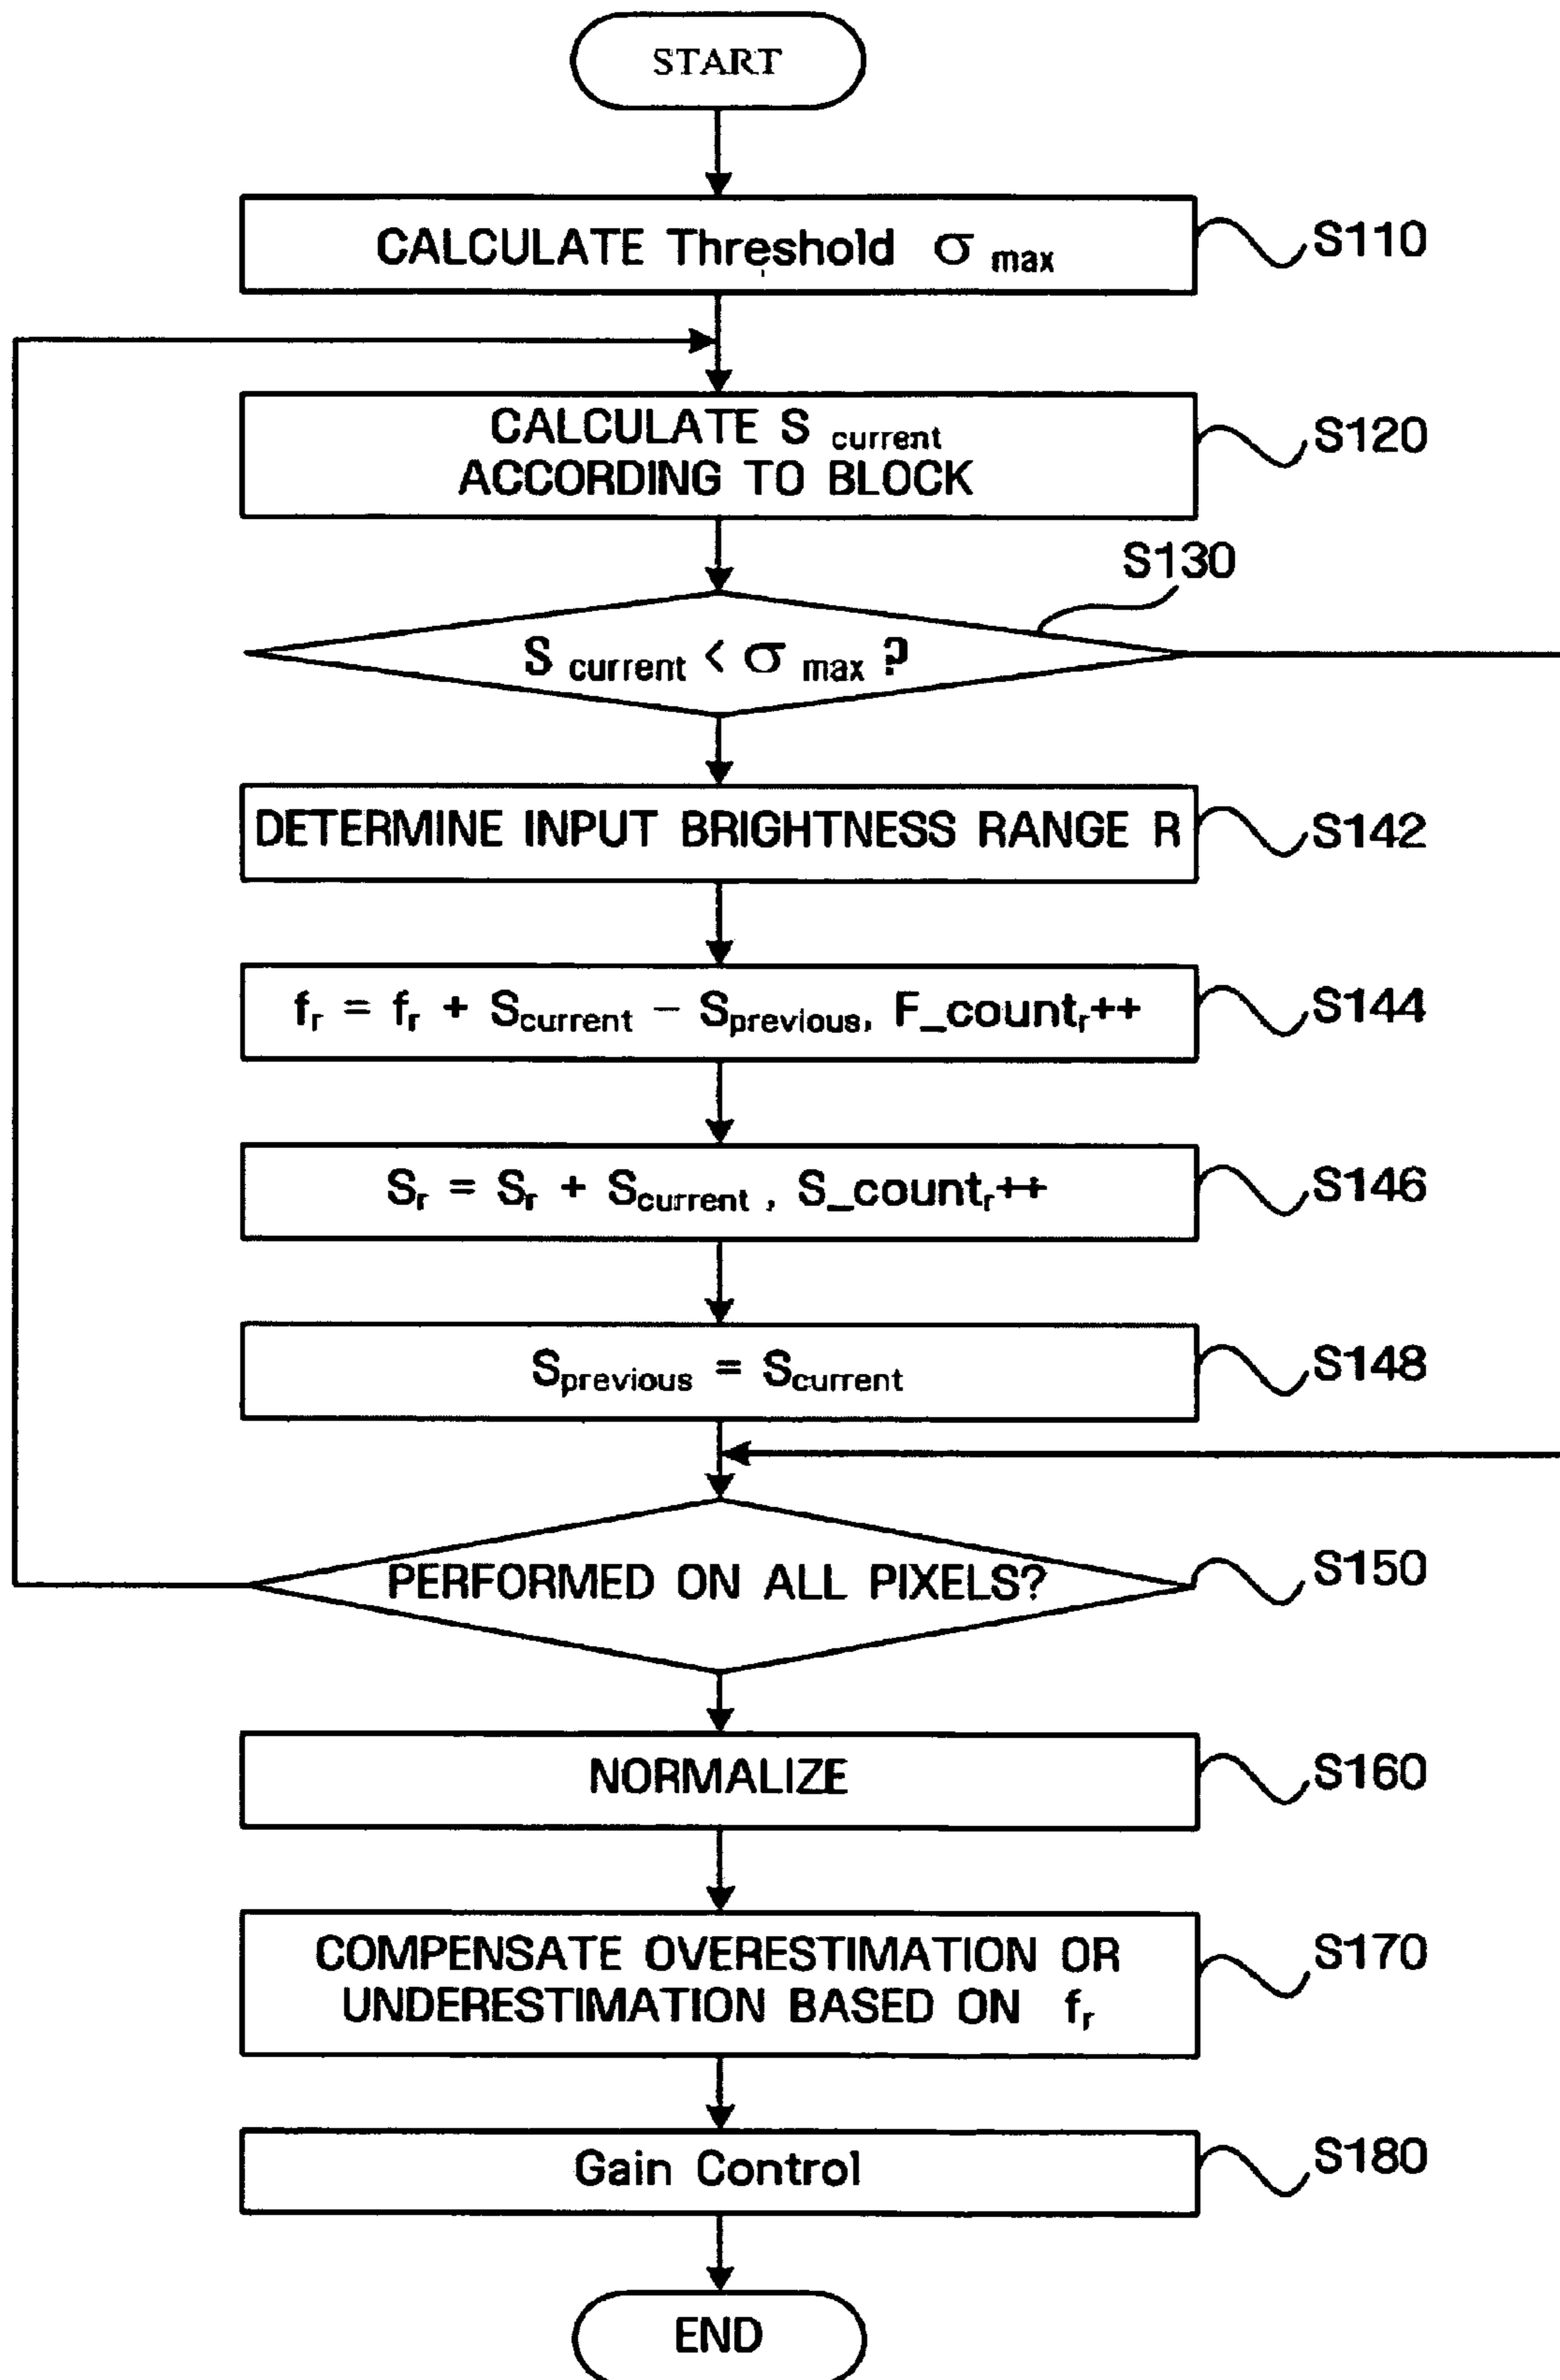 START
CALCULATE Threshold σ max
S110
CALCULATE S current
ACCORDING TO BLOCK
S120
S130
S current < σ max ?
DETERMINE INPUT BRIGHTNESS RANGE R
S142
fr = fr + Scurrent − Sprevious, F_countr++
S144
Sr = Sr + Scurrent , S_countr++
S146
Sprevious = Scurrent
S148
PERFORMED ON ALL PIXELS?
S150
NORMALIZE
S160
COMPENSATE OVERESTIMATION OR
UNDERESTIMATION BASED ON fr
S170
Gain Control
S180
END